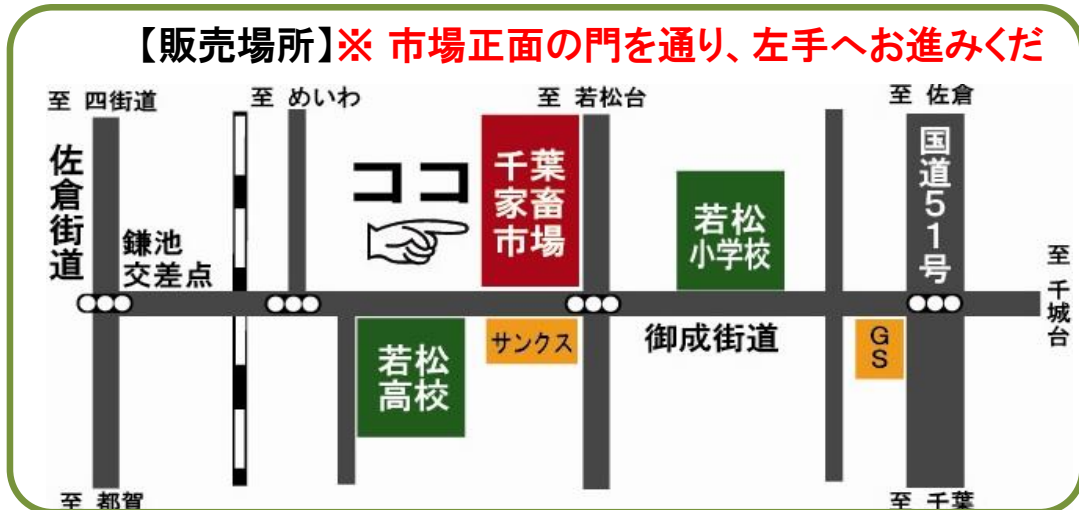 【販売場所】※ 市場正面の門を通り、左手へお進みくだ
至 四街道
至 めいわ
至 若松台
至 佐倉
佐倉街道
鎌池
交差点
ココ
千葉
家畜
市場
若松
小学校
国道51号
至 千城台
若松
高校
サンクス
御成街道
GS
至 都賀
至 千葉